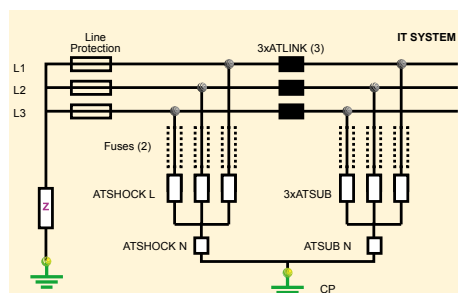 Line
Protection
3xATLINK (3)
IT SYSTEM
L1
L2
L3
Fuses (2)
ATSHOCK L
3xATSUB
Z
ATSHOCK N
ATSUB N
CP